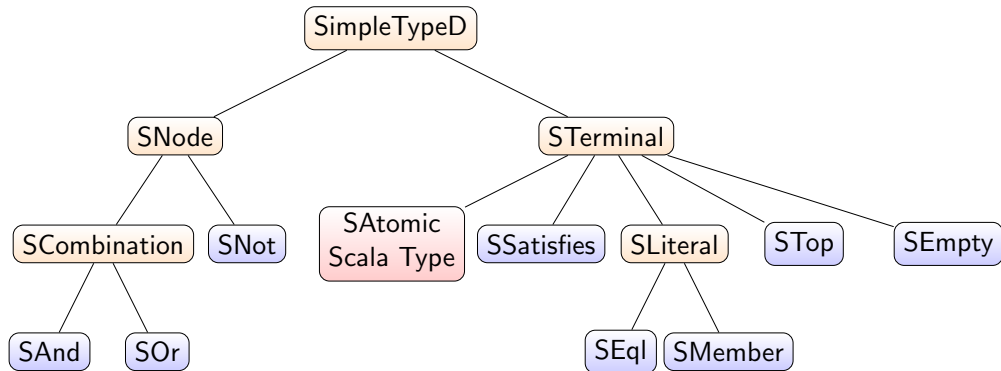 SimpleTypeD
SNode
STerminal
SCombination
SNot
SAtomic
Scala Type
SSatisfies
SLiteral
STop
SEmpty
SAnd
SOr
SEql
SMember